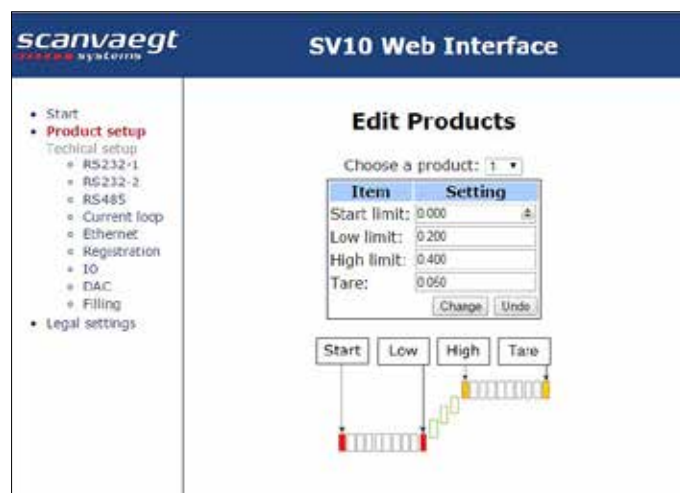 scanvaegt
systems
SV10 Web Interface
Start
Product setup
Techical setup
RS232-1
RS232-2
RS485
Current loop
Ethernet
Registration
IO
DAC
Filling
Legal settings
Edit Products
Choose a product: 1
Item Setting
Start limit: 0.000
Low limit: 0.200
High limit: 0.400
Tare: 0.050
Change Undo
Start Low High Tare